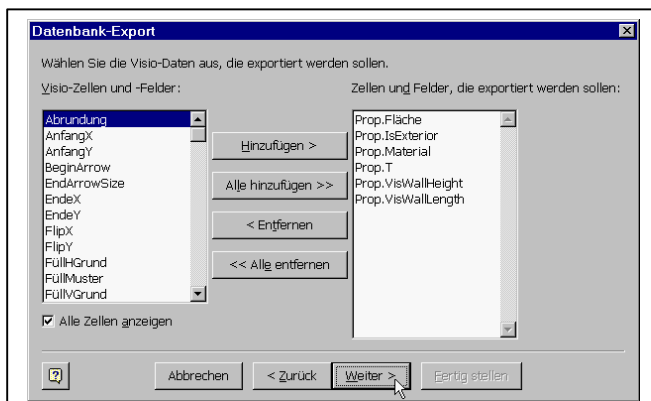 Datenbank-Export
Wählen Sie die Visio-Daten aus, die exportiert werden sollen.
Visio-Zellen und -Felder:
Abrundung
AnfangX
AnfangY
BeginArrow
EndArrowSize
EndeX
EndeY
FlipX
FlipY
FüllHGrund
FüllMuster
FüllVGrund
Alle Zellen anzeigen
Hinzufügen >
Alle hinzufügen >>
< Entfernen
<< Alle entfernen
Zellen und Felder, die exportiert werden sollen:
Prop.Fläche
Prop.IsExterior
Prop.Material
Prop.T
Prop.VisWallHeight
Prop.VisWallLength
Abbrechen
< Zurück
Weiter >
Fertig stellen